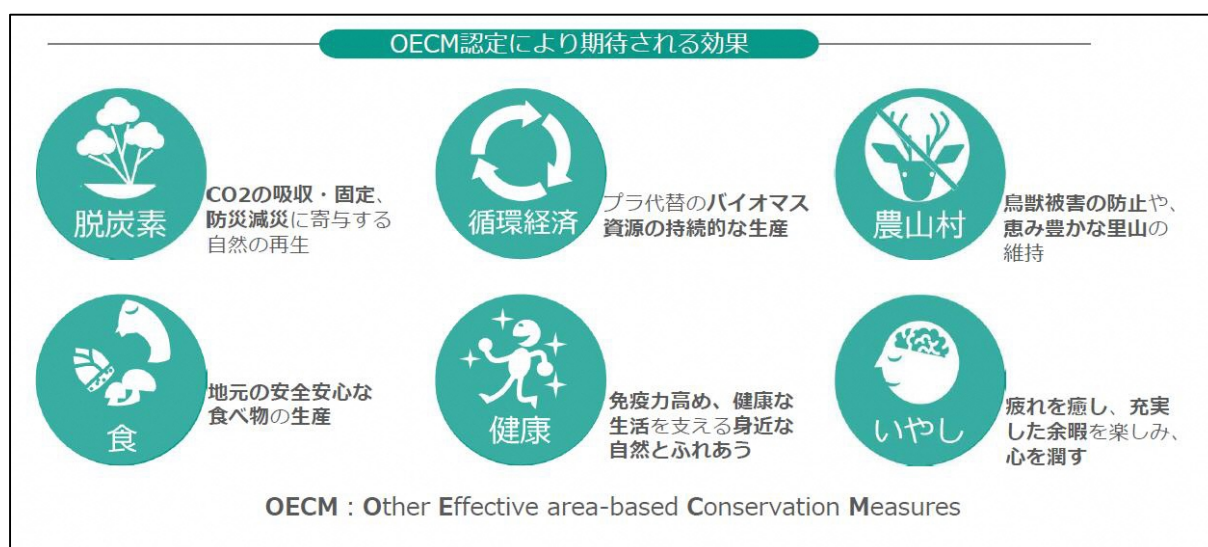 OECM認定により期待される効果
脱炭素
CO2の吸収・固定、
防災減災に寄与する
自然の再生
循環経済
プラ代替のバイオマス
資源の持続的な生産
農山村
鳥獣被害の防止や、
恵み豊かな里山の
維持
食
地元の安全安心な
食べ物の生産
健康
免疫力高め、健康な
生活を支える身近な
自然とふれあう
いやし
疲れを癒し、充実
した余暇を楽しみ、
心を潤す
OECM : Other Effective area-based Conservation Measures